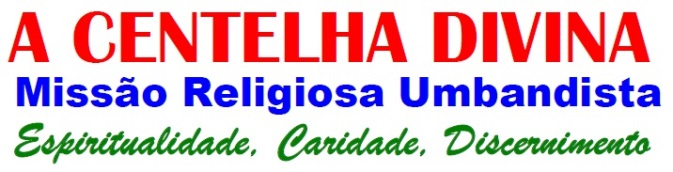 A CENTELHA DIVINA
Missão Religiosa Umbandista
Espiritualidade, Caridade, Discernimento